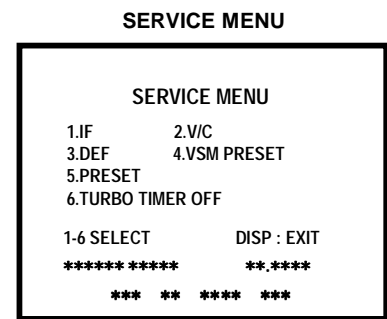 SERVICE MENU
SERVICE MENU
1.IF 2.V/C
3.DEF 4.VSM PRESET
5.PRESET
6.TURBO TIMER OFF
1-6 SELECT DISP : EXIT
****** ***** **.****
*** ** **** ***